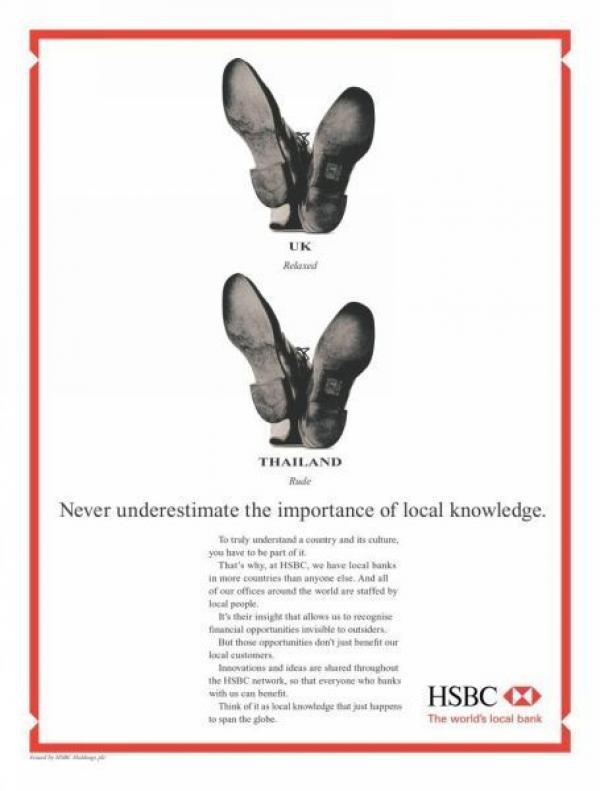 UK
Relaxed
THAILAND
Rude
Never underestimate the importance of local knowledge.
To truly understand a country and its culture,
you have to be part of it.
That's why, at HSBC, we have local banks
in more countries than anyone else. And all
of our offices around the world are staffed by
local people.
It's their insight that allows us to recognise
financial opportunities invisible to outsiders.
But those opportunities don't just benefit our
local customers.
Innovations and ideas are shared throughout
the HSBC network, so that everyone who banks
with us can benefit.
Think of it as local knowledge that just happens
to span the globe.
HSBC
The world's local bank
Issued by HSBC Holdings plc